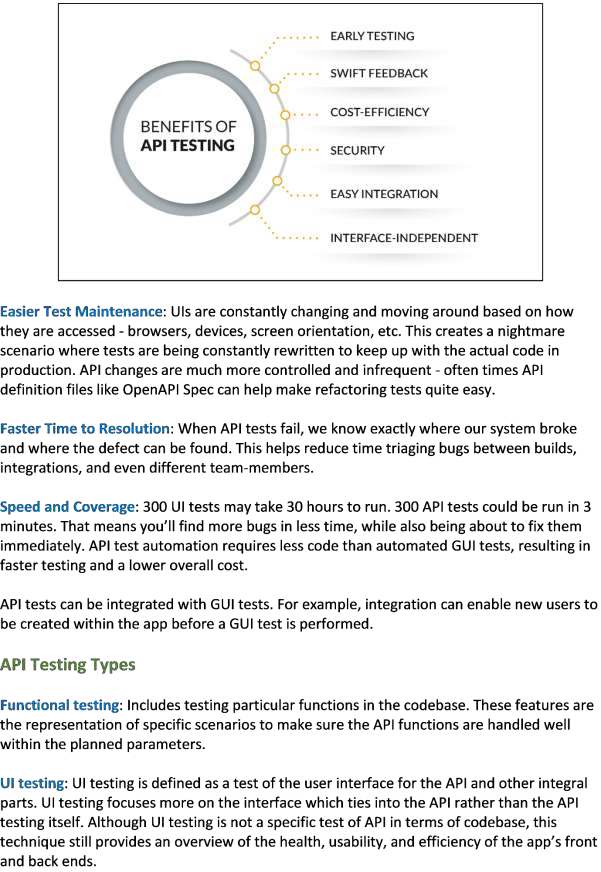 EARLY TESTING
SWIFT FEEDBACK
COST-EFFICIENCY
BENEFITS OF
API TESTING
SECURITY
EASY INTEGRATION
INTERFACE-INDEPENDENT
Easier Test Maintenance: UIs are constantly changing and moving around based on how
they are accessed - browsers, devices, screen orientation, etc. This creates a nightmare
scenario where tests are being constantly rewritten to keep up with the actual code in
production. API changes are much more controlled and infrequent - often times API
definition files like OpenAPI Spec can help make refactoring tests quite easy.
Faster Time to Resolution: When API tests fail, we know exactly where our system broke
and where the defect can be found. This helps reduce time triaging bugs between builds,
integrations, and even different team-members.
Speed and Coverage: 300 UI tests may take 30 hours to run. 300 API tests could be run in 3
minutes. That means you’ll find more bugs in less time, while also being about to fix them
immediately. API test automation requires less code than automated GUI tests, resulting in
faster testing and a lower overall cost.
API tests can be integrated with GUI tests. For example, integration can enable new users to
be created within the app before a GUI test is performed.
API Testing Types
Functional testing: Includes testing particular functions in the codebase. These features are
the representation of specific scenarios to make sure the API functions are handled well
within the planned parameters.
UI testing: UI testing is defined as a test of the user interface for the API and other integral
parts. UI testing focuses more on the interface which ties into the API rather than the API
testing itself. Although UI testing is not a specific test of API in terms of codebase, this
technique still provides an overview of the health, usability, and efficiency of the app’s front
and back ends.